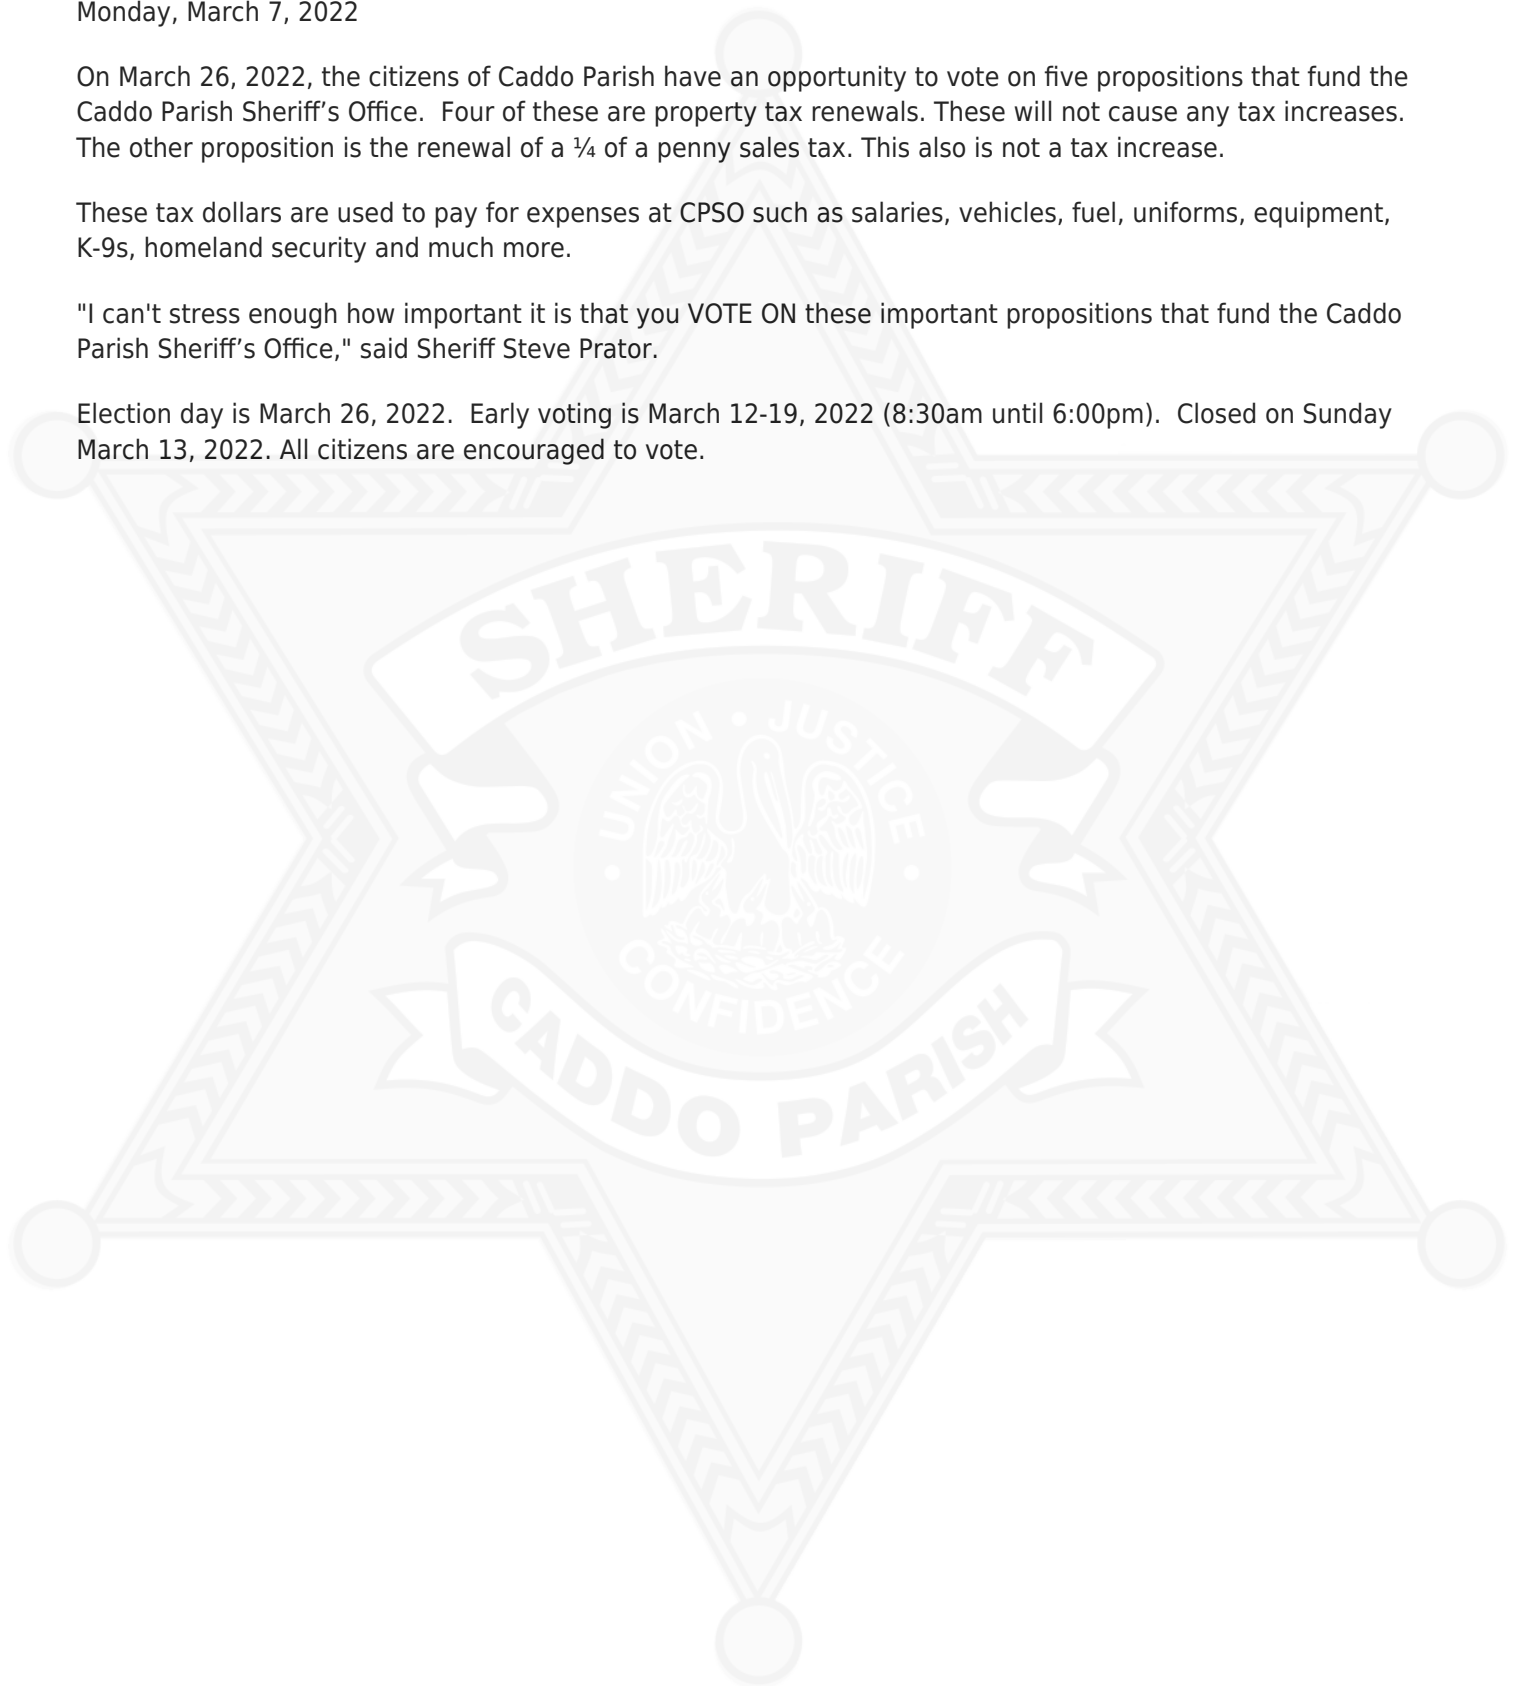 Monday, March 7, 2022
On March 26, 2022, the citizens of Caddo Parish have an opportunity to vote on five propositions that fund the
Caddo Parish Sheriff’s Office.  Four of these are property tax renewals. These will not cause any tax increases.
The other proposition is the renewal of a ¼ of a penny sales tax. This also is not a tax increase.
These tax dollars are used to pay for expenses at CPSO such as salaries, vehicles, fuel, uniforms, equipment,
K-9s, homeland security and much more.
"I can't stress enough how important it is that you VOTE ON these important propositions that fund the Caddo
Parish Sheriff’s Office," said Sheriff Steve Prator.
Election day is March 26, 2022.  Early voting is March 12-19, 2022 (8:30am until 6:00pm).  Closed on Sunday
March 13, 2022. All citizens are encouraged to vote.
SHERIFF
UNION • JUSTICE
• CONFIDENCE •
CADDO PARISH